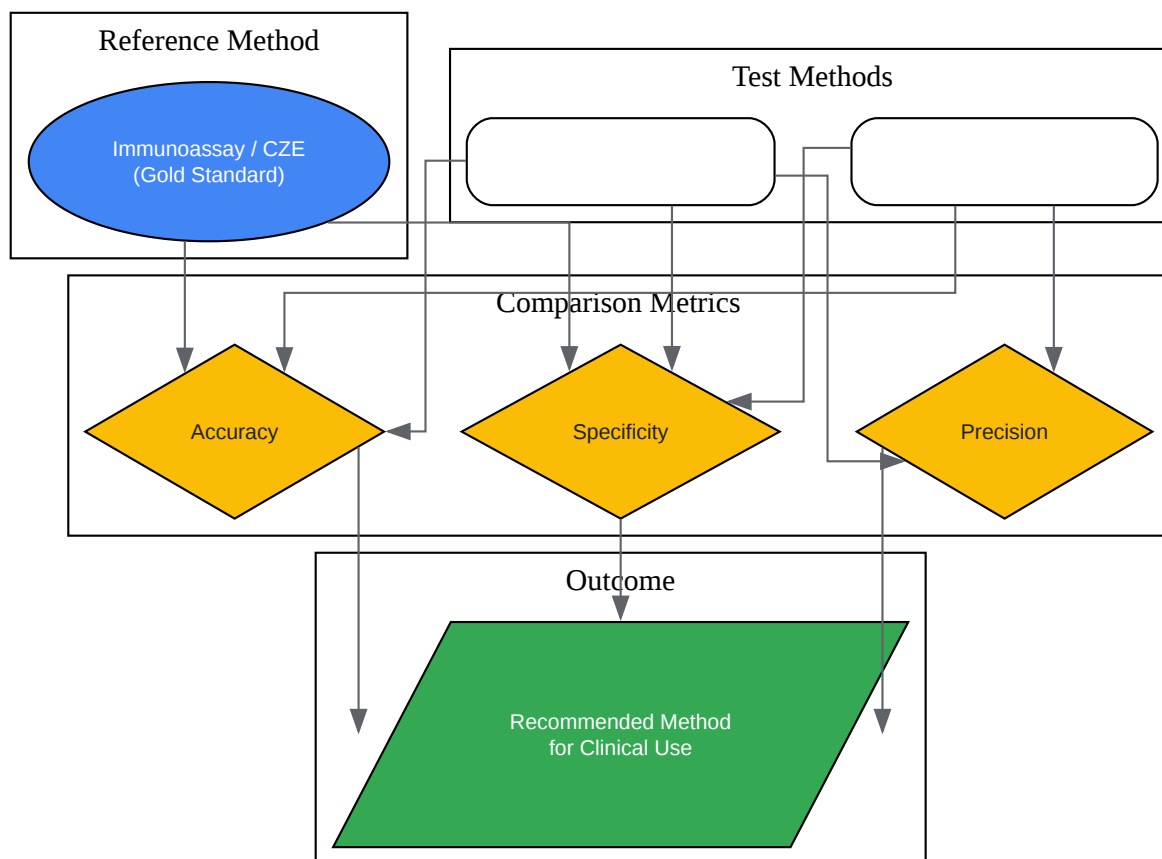 Reference Method
Immunoassay / CZE
(Gold Standard)
Test Methods
Comparison Metrics
Accuracy
Specificity
Precision
Outcome
Recommended Method
for Clinical Use